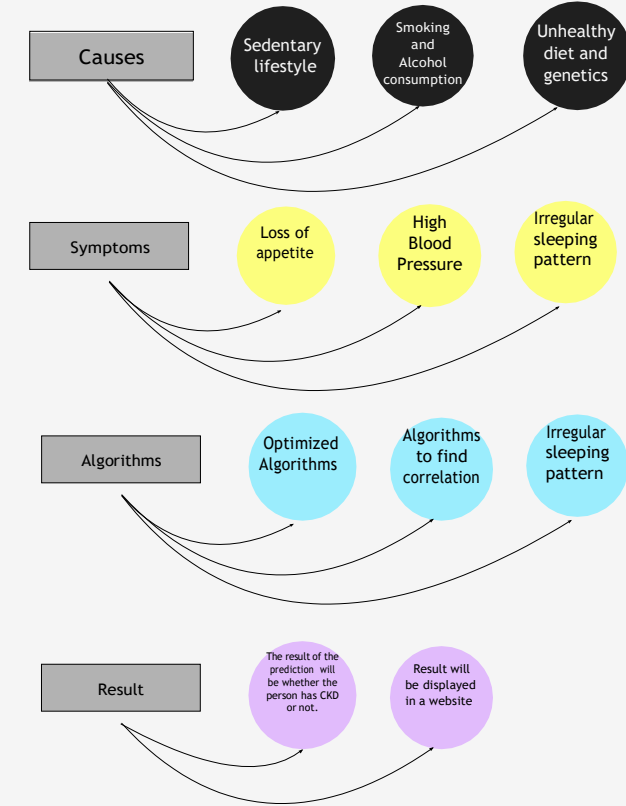 Causes
Sedentary
lifestyle
Smoking
and
Alcohol
consumption
Unhealthy
diet and
genetics
Symptoms
Loss of
appetite
High
Blood
Pressure
Irregular
sleeping
pattern
Algorithms
Optimized
Algorithms
Algorithms
to find
correlation
Irregular
sleeping
pattern
Result
The result of the
prediction will
be whether the
person has CKD
or not.
Result will
be displayed
in a website